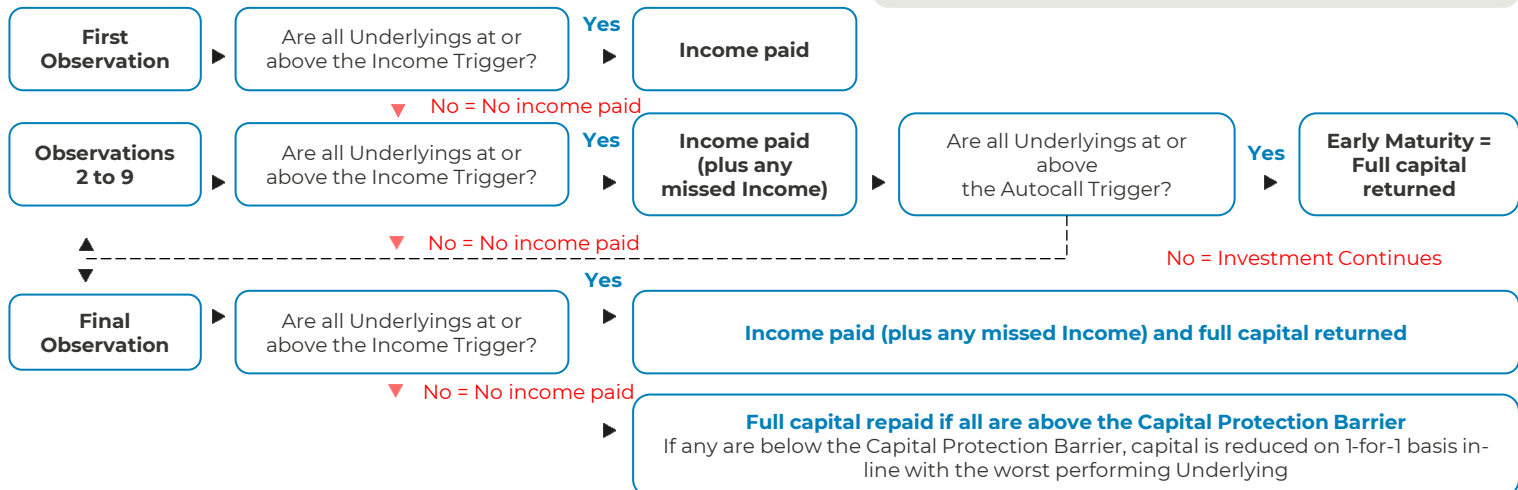 First
Observation
Are all Underlyings at or
above the Income Trigger?
Yes
Income paid
No = No income paid
Observations
2 to 9
Are all Underlyings at or
above the Income Trigger?
Yes
Income paid
(plus any
missed Income)
Are all Underlyings at or
above
the Autocall Trigger?
Yes
Early Maturity =
Full capital
returned
No = No income paid
No = Investment Continues
Final
Observation
Are all Underlyings at or
above the Income Trigger?
Yes
Income paid (plus any missed Income) and full capital returned
No = No income paid
Full capital repaid if all are above the Capital Protection Barrier
If any are below the Capital Protection Barrier, capital is reduced on 1-for-1 basis in-
line with the worst performing Underlying